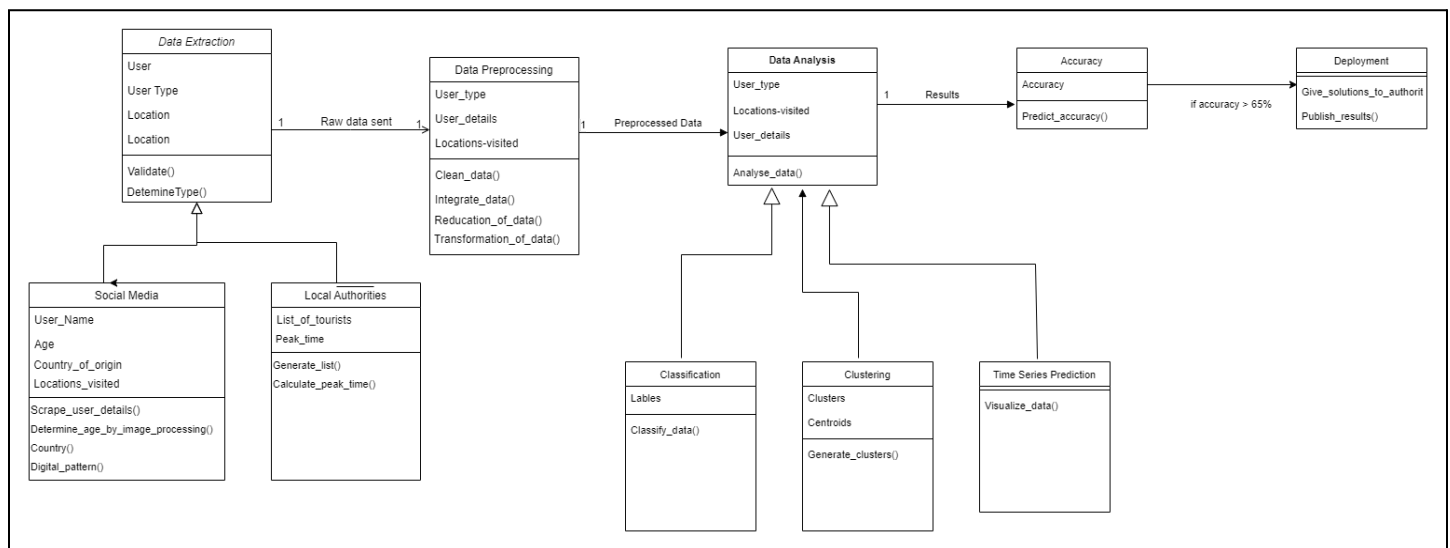 Data Extraction
User
User Type
Location
Location
Validate()
DetemineType()
1
Raw data sent
1
Data Preprocessing
User_type
User_details
Locations-visited
Clean_data()
Integrate_data()
Reducation_of_data()
Transformation_of_data()
1
Preprocessed Data
Data Analysis
User_type
Locations-visited
User_details
Analyse_data()
1
Results
Accuracy
Accuracy
Predict_accuracy()
if accuracy > 65%
Deployment
Give_solutions_to_authorit
Publish_results()
Social Media
User_Name
Age
Country_of_origin
Locations_visited
Scrape_user_details()
Determine_age_by_image_processing()
Country()
Digital_pattern()
Local Authorities
List_of_tourists
Peak_time
Generate_list()
Calculate_peak_time()
Classification
Lables
Classify_data()
Clustering
Clusters
Centroids
Generate_clusters()
Time Series Prediction
Visualize_data()